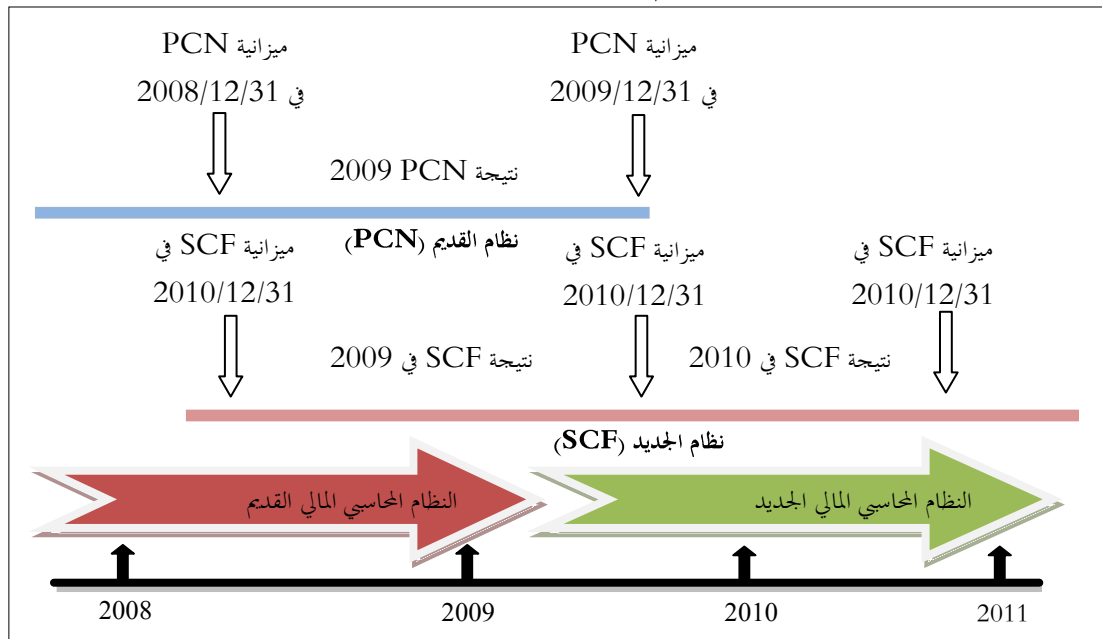 ميزانية PCN
في 2008/12/31
ميزانية PCN
في 2009/12/31
نتيجة PCN 2009
نظام القديم (PCN)
ميزانية SCF في
2010/12/31
ميزانية SCF في
2010/12/31
ميزانية SCF في
2010/12/31
نتيجة SCF في 2009
نتيجة SCF في 2010
نظام الجديد (SCF)
النظام المحاسبي المالي القديم
النظام المحاسبي المالي الجديد
2008
2009
2010
2011